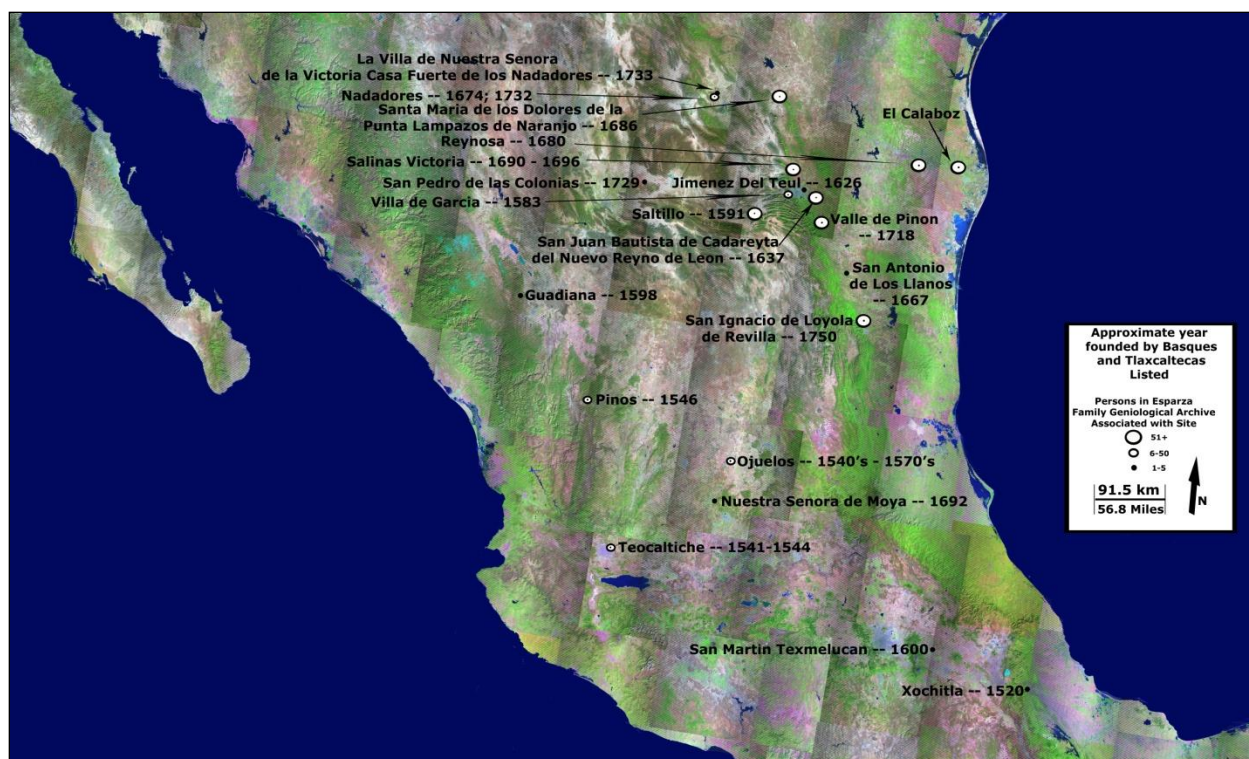 La Villa de Nuestra Senora
de la Victoria Casa Fuerte de los Nadadores -- 1733
Nadadores -- 1674; 1732
Santa Maria de los Dolores de la
Punta Lampazos de Naranjo -- 1686
Reynosa -- 1680
El Calaboz
Salinas Victoria -- 1690 - 1696
San Pedro de las Colonias -- 1729
Jimenez Del Teul -- 1626
Villa de Garcia -- 1583
Saltillo -- 1591
Valle de Pinon
-- 1718
San Juan Bautista de Cadareyta
del Nuevo Reyno de Leon -- 1637
San Antonio
de Los Llanos
-- 1667
Guadiana -- 1598
San Ignacio de Loyola
de Revilla -- 1750
Pinos -- 1546
Ojuelos -- 1540's - 1570's
Nuestra Senora de Moya -- 1692
Teocaltiche -- 1541-1544
San Martin Texmelucan -- 1600
Xochitla -- 1520
Approximate year
founded by Basques
and Tlaxcaltecas
Listed
Persons in Esparza
Family Geniological Archive
Associated with Site
51+
6-50
1-5
91.5 km
56.8 Miles
N